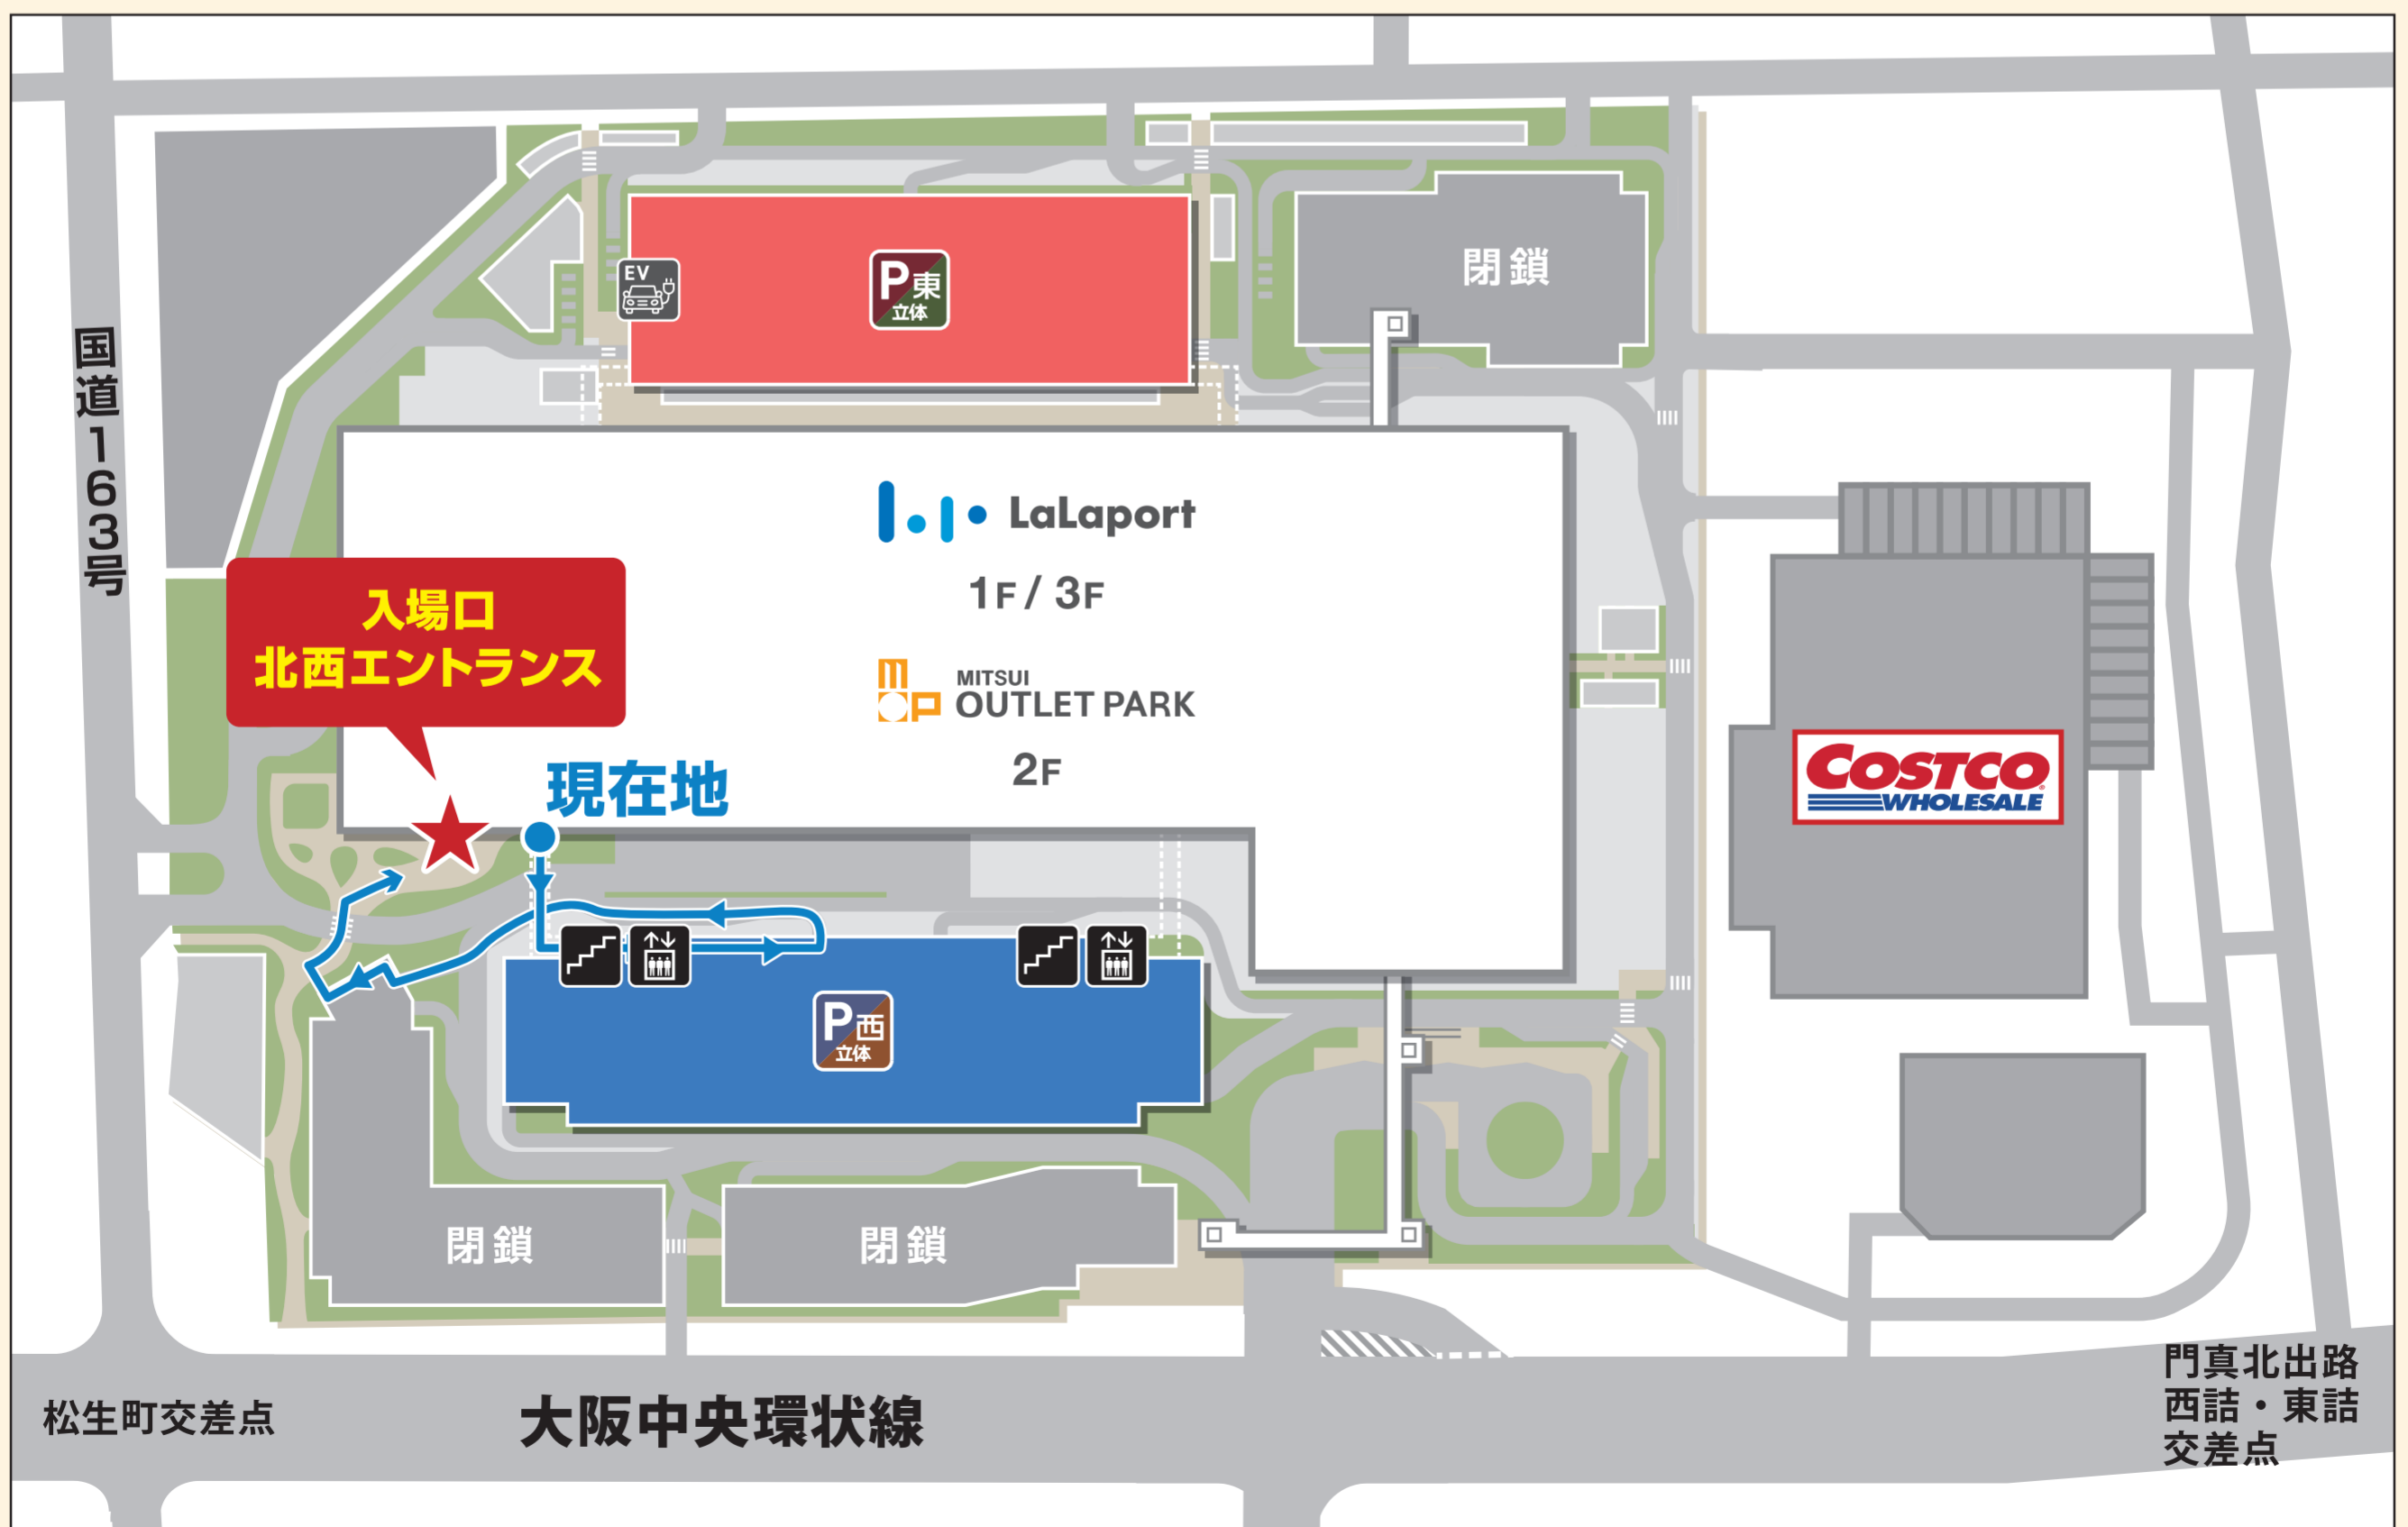 EV
P東
立体
閉鎖
国道163号
LaLaport
1F / 3F
MITSUI
OUTLET PARK
2F
入場口
北西エントランス
現在地
COSTCO
WHOLESALE
P西
立体
閉鎖
閉鎖
松生町交差点
大阪中央環状線
門真北出路
西詰・東詰
交差点